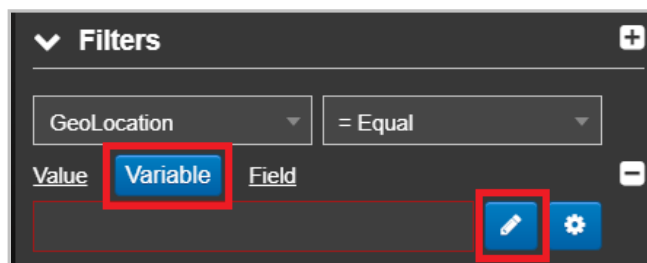 Filters
GeoLocation = Equal
Value Variable Field